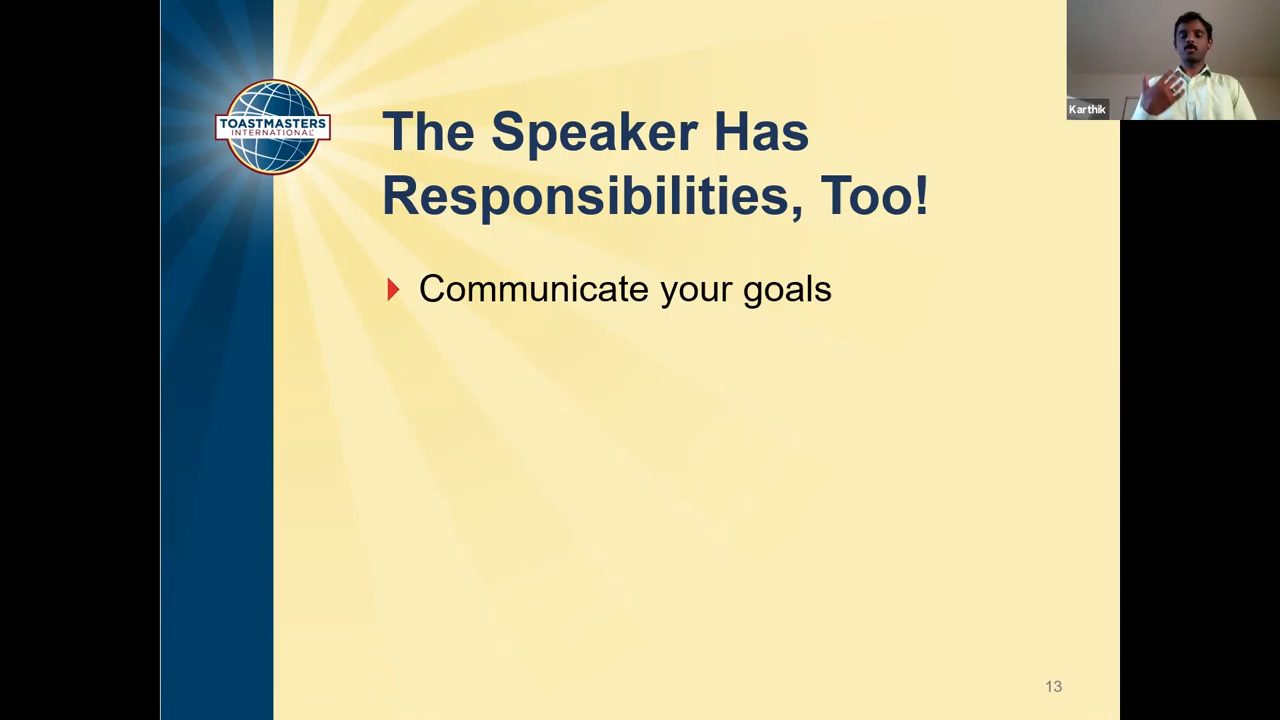 TOASTMASTERS
INTERNATIONAL
The Speaker Has
Responsibilities, Too!
Communicate your goals
Karthik
13